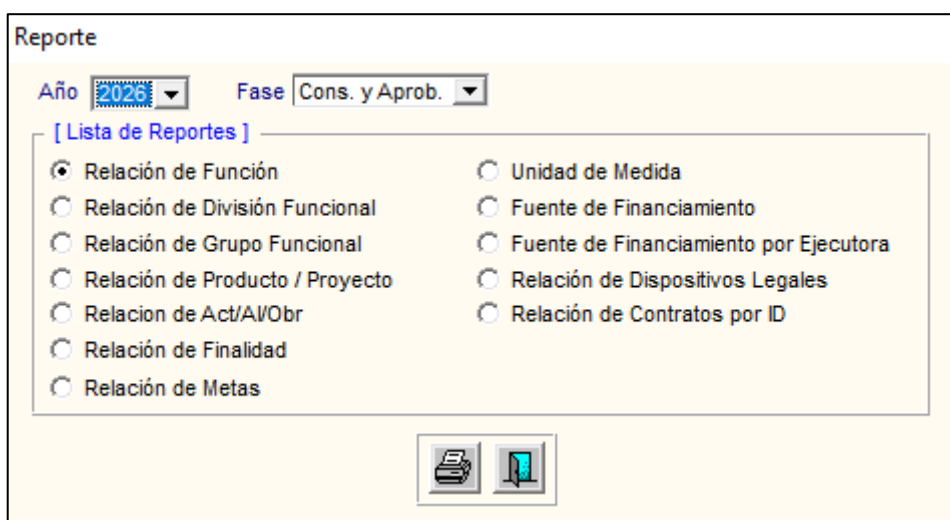 Reporte
Año 2026 Fase Cons. y Aprob.
[ Lista de Reportes ]
Relación de Función
Relación de División Funcional
Relación de Grupo Funcional
Relación de Producto / Proyecto
Relacion de Act/AI/Obr
Relación de Finalidad
Relación de Metas
Unidad de Medida
Fuente de Financiamiento
Fuente de Financiamiento por Ejecutora
Relación de Dispositivos Legales
Relación de Contratos por ID